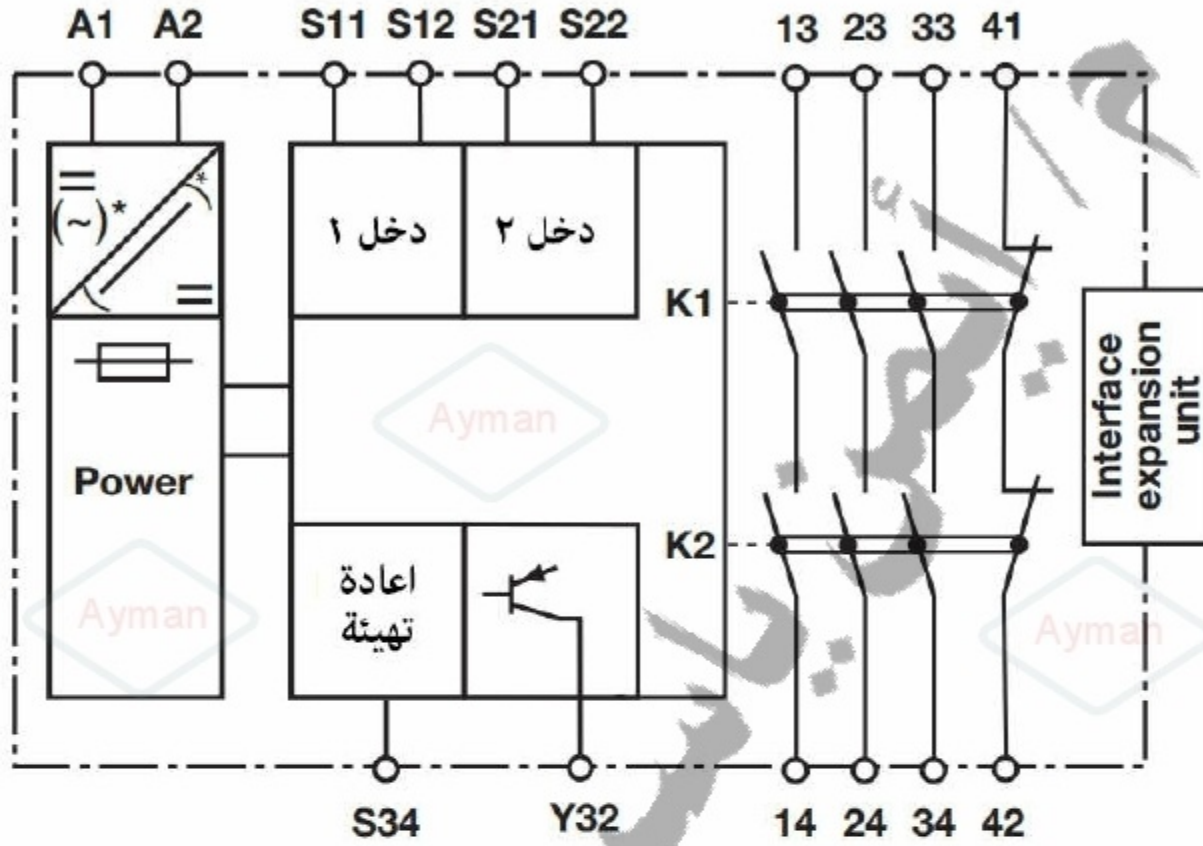 A1 A2 S11 S12 S21 S22 13 23 33 41
= (~)* * =
دخل ١ دخل ٢
K1
Interface
expansion
unit
Ayman
Power
K2
اعادة
تهيئة
Ayman
Ayman
S34 Y32 14 24 34 42